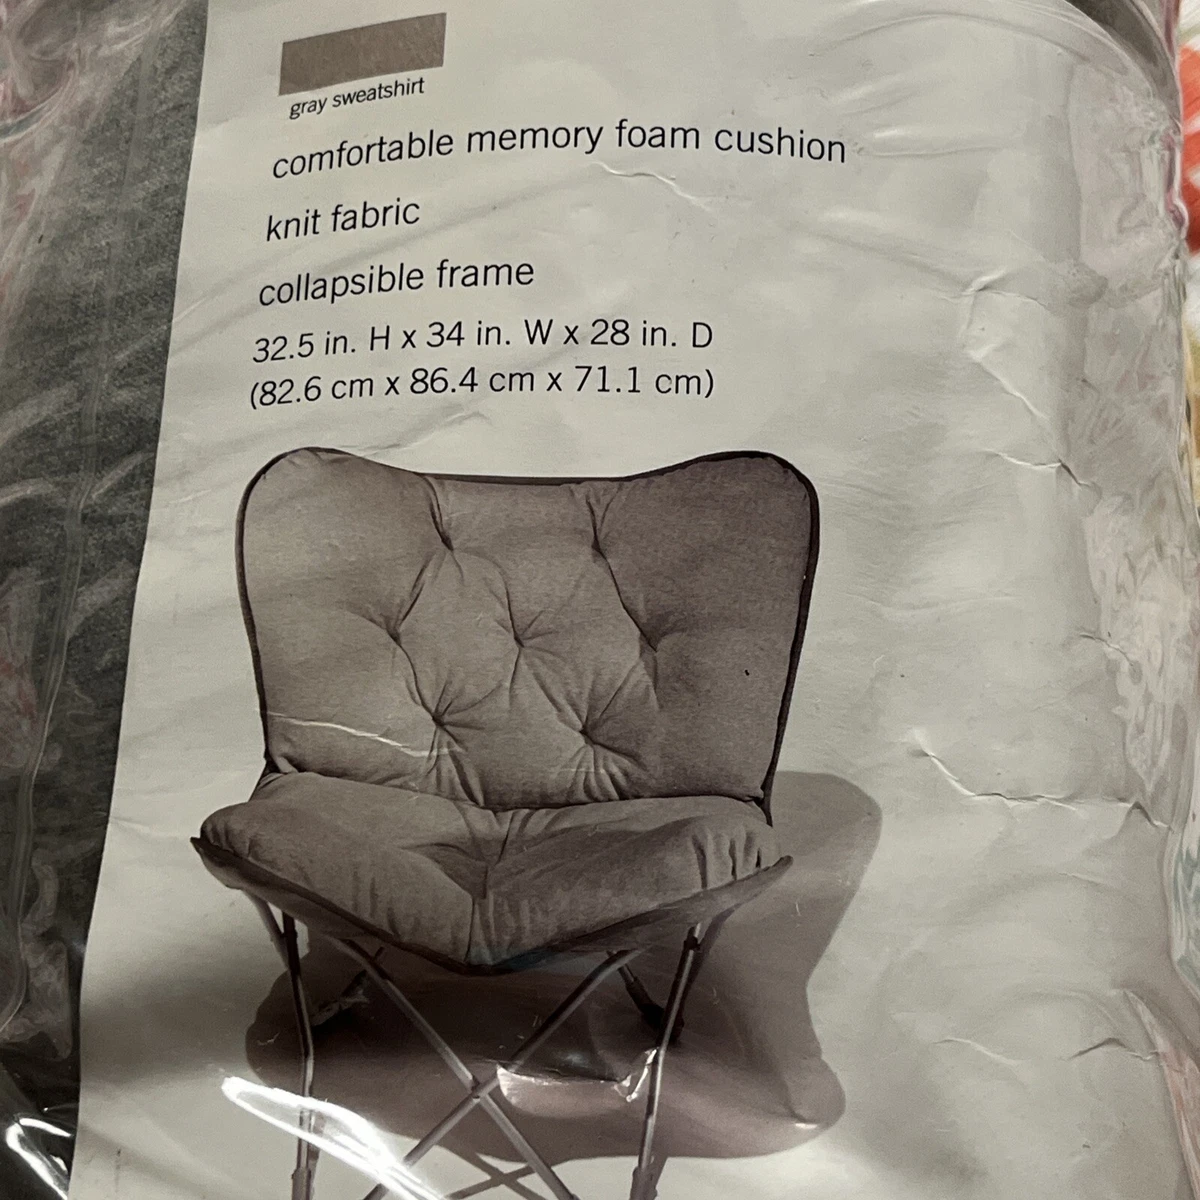 gray sweatshirt
comfortable memory foam cushion
knit fabric
collapsible frame
32.5 in. H x 34 in. W x 28 in. D
(82.6 cm x 86.4 cm x 71.1 cm)